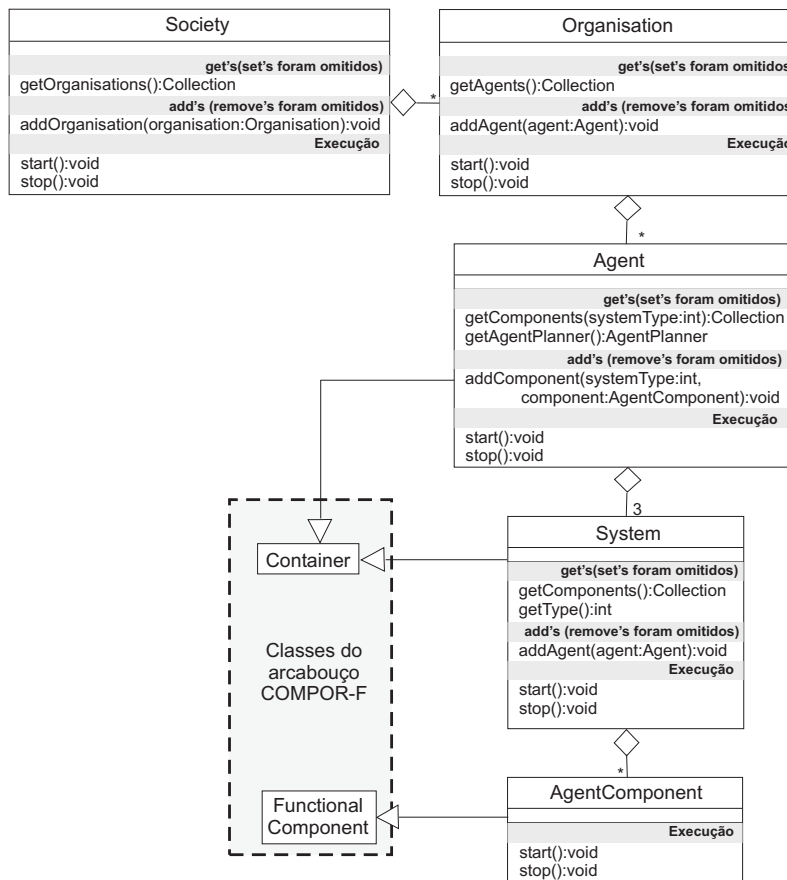 Society
get's(set's foram omitidos)
getOrganisations():Collection
add's (remove's foram omitidos)
addOrganisation(organisation:Organisation):void
Execução
start():void
stop():void
*
Organisation
get's(set's foram omitidos
getAgents():Collection
add's (remove's foram omitidos
addAgent(agent:Agent):void
Execução
start():void
stop():void
*
Agent
get's(set's foram omitidos)
getComponents(systemType:int):Collection
getAgentPlanner():AgentPlanner
add's (remove's foram omitidos)
addComponent(systemType:int,
component:AgentComponent):void
Execução
start():void
stop():void
3
System
get's(set's foram omitidos)
getComponents():Collection
getType():int
add's (remove's foram omitidos)
addAgent(agent:Agent):void
Execução
start():void
stop():void
*
AgentComponent
Execução
start():void
stop():void
Container
Classes do
arcabouço
COMPOR-F
Functional
Component